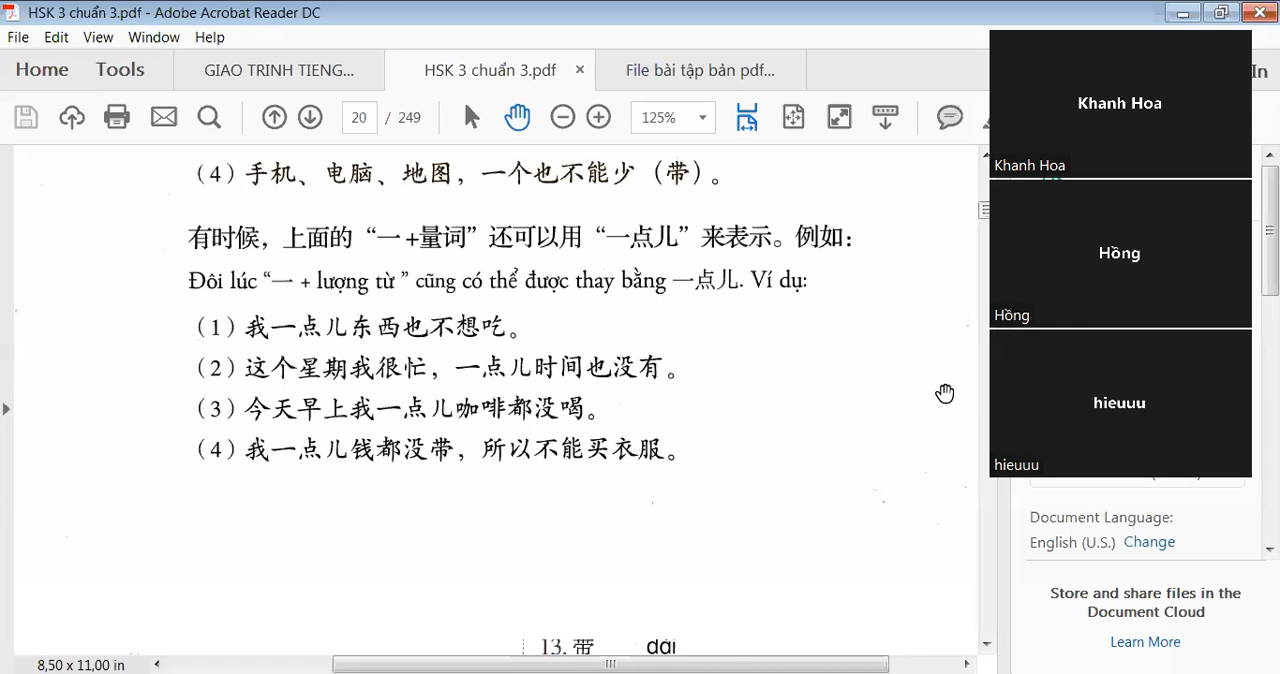 HSK 3 chuẩn 3.pdf - Adobe Acrobat Reader DC
File Edit View Window Help
Home Tools GIAO TRINH TIENG... HSK 3 chuẩn 3.pdf × File bài tập bản pdf... In
20 / 249 125%
(4)手机、电脑、地图，一个也不能少（带）。
有时候，上面的“一 +量词”还可以用“一点儿”来表示。例如：
Đôi lúc “一 + lượng từ ” cũng có thể được thay bằng 一点儿. Ví dụ:
(1)我一点儿东西也不想吃。
(2)这个星期我很忙，一点儿时间也没有。
(3)今天早上我一点儿咖啡都没喝。
(4)我一点儿钱都没带，所以不能买衣服。
13. 带 dài
8,50 x 11,00 in
Khanh Hoa
Khanh Hoa
Hồng
Hồng
hieuuu
hieuuu
Document Language:
English (U.S.) Change
Store and share files in the
Document Cloud
Learn More